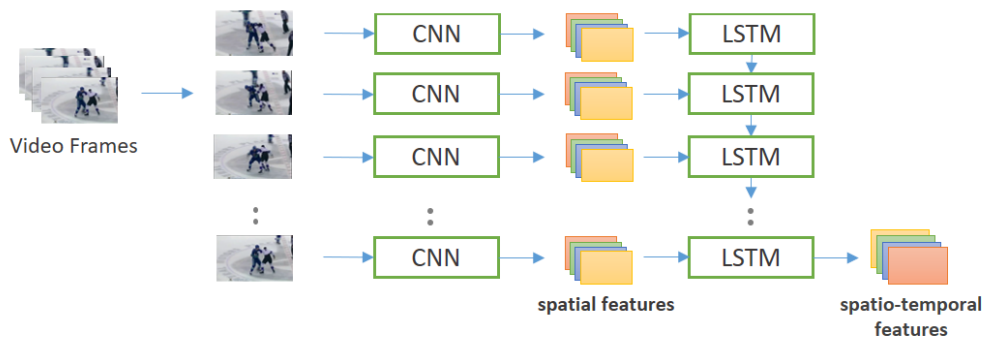 CNN
LSTM
CNN
LSTM
Video Frames
CNN
LSTM
CNN
LSTM
spatial features
spatio-temporal
features